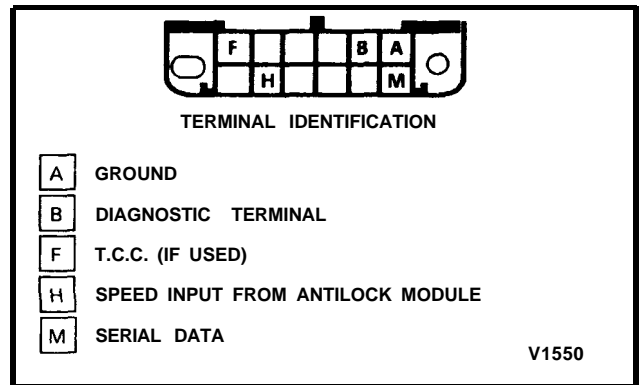 F B A
H M
TERMINAL IDENTIFICATION
A GROUND
B DIAGNOSTIC TERMINAL
F T.C.C. (IF USED)
H SPEED INPUT FROM ANTILOCK MODULE
M SERIAL DATA
V1550